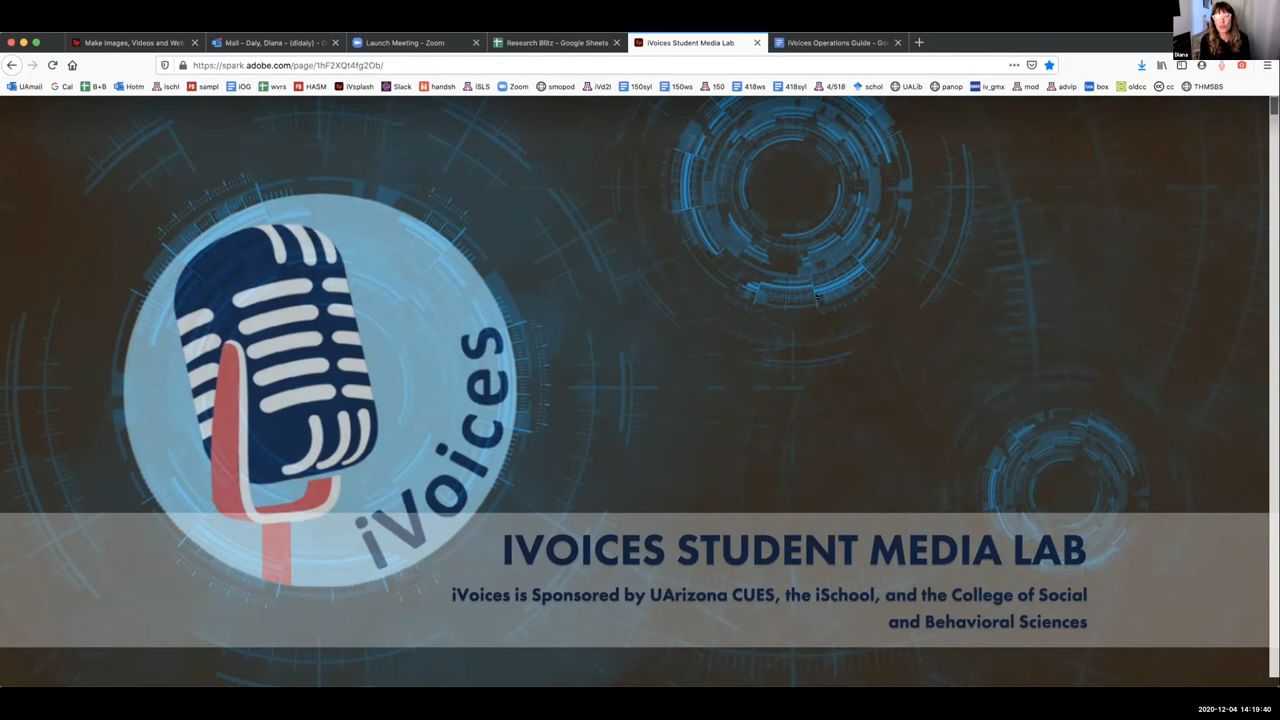 Diana
Make Images, Videos and Web
Mail - Daly, Diana - (didaly) - O
Launch Meeting - Zoom
Research Blitz - Google Sheets
iVoices Student Media Lab
iVoices Operations Guide - Go
https://spark.adobe.com/page/1hF2XQt4fg2Ob/
UAmail Cal B+B Hotm ischl sampl IOG wvrs HASM iVsplash Slack handsh iSLS Zoom smopod iVd2l 150syl 150ws 150 418ws 418syl 4/518 schol UALib panop iv_gmx mod advip box oldcc cc THMSBS
iVoices
IVOICES STUDENT MEDIA LAB
iVoices is Sponsored by UArizona CUES, the iSchool, and the College of Social
and Behavioral Sciences
2020-12-04 14:19:40